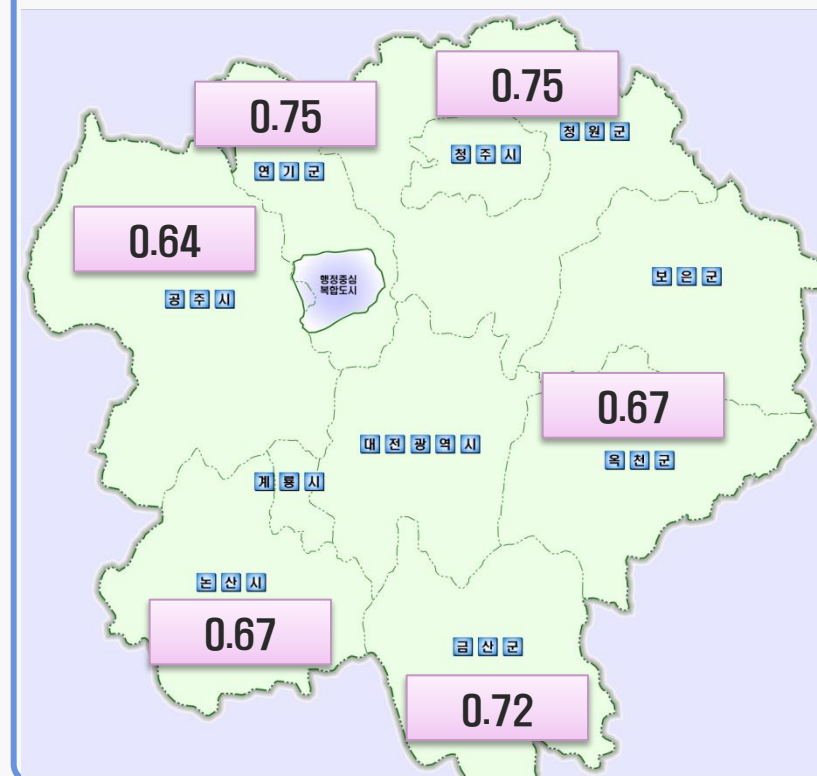 0.75
0.75
청원군
청주시
연기군
0.64
행정중심
복합도시
보은군
공주시
0.67
대전광역시
옥천군
계룡시
논산시
0.67
금산군
0.72